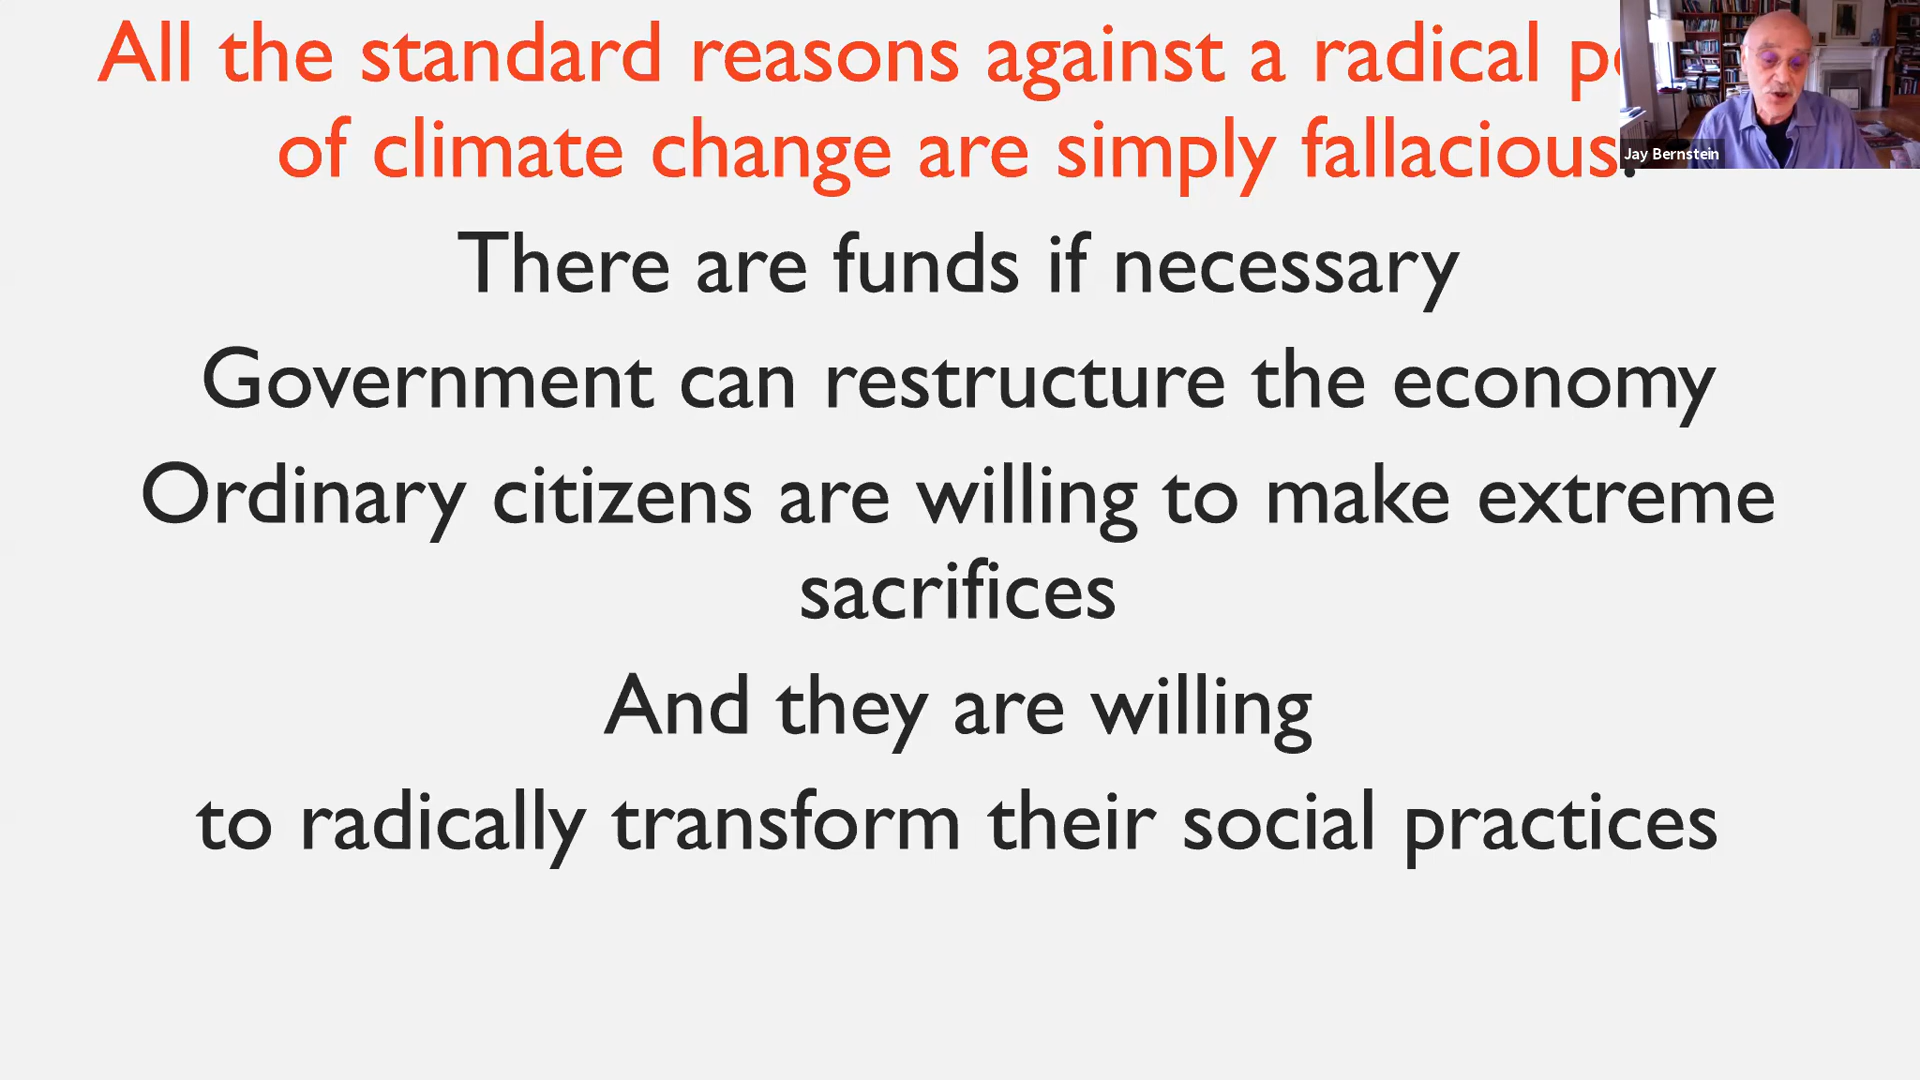 All the standard reasons against a radical
of climate change are simply fallacious.
Jay Bernstein
There are funds if necessary
Government can restructure the economy
Ordinary citizens are willing to make extreme
sacrifices
And they are willing
to radically transform their social practices